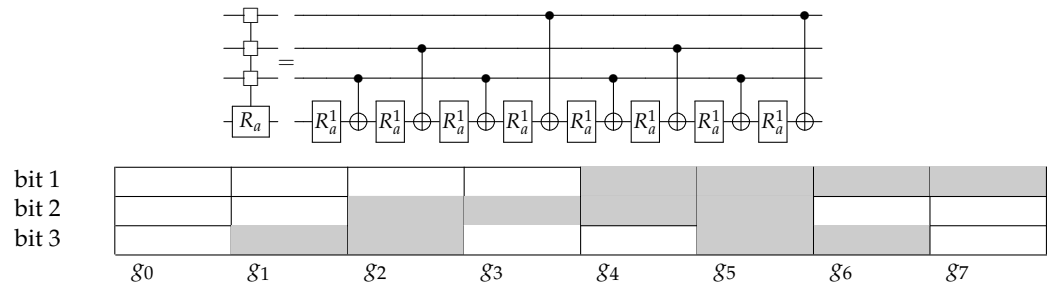 R_a = R_a^1 R_a^1 R_a^1 R_a^1 R_a^1 R_a^1 R_a^1 R_a^1
bit 1
bit 2
bit 3
g_0 g_1 g_2 g_3 g_4 g_5 g_6 g_7